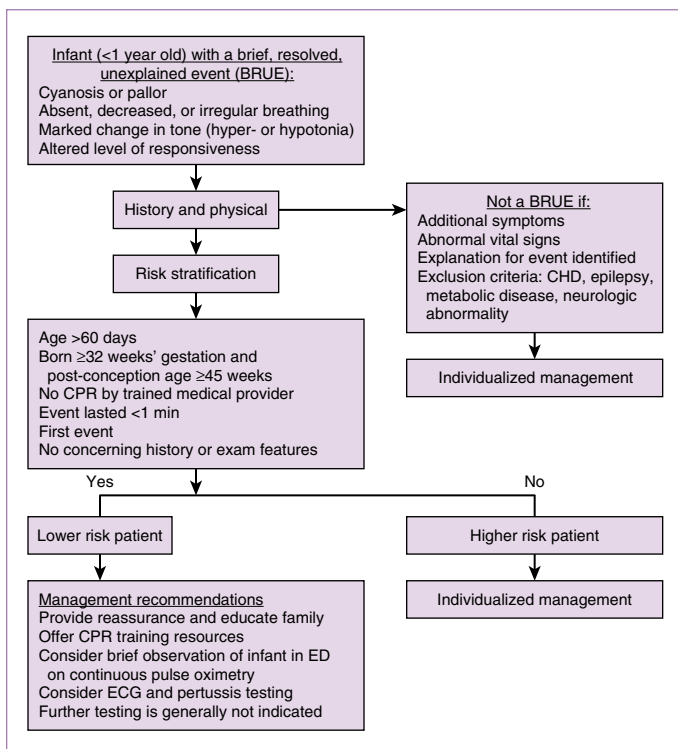 Infant (<1 year old) with a brief, resolved,
unexplained event (BRUE):
Cyanosis or pallor
Absent, decreased, or irregular breathing
Marked change in tone (hyper- or hypotonia)
Altered level of responsiveness
History and physical
Not a BRUE if:
Additional symptoms
Abnormal vital signs
Explanation for event identified
Exclusion criteria: CHD, epilepsy,
metabolic disease, neurologic
abnormality
Individualized management
Risk stratification
Age >60 days
Born ≥32 weeks' gestation and
post-conception age ≥45 weeks
No CPR by trained medical provider
Event lasted <1 min
First event
No concerning history or exam features
Yes
No
Lower risk patient
Higher risk patient
Management recommendations
Provide reassurance and educate family
Offer CPR training resources
Consider brief observation of infant in ED
on continuous pulse oximetry
Consider ECG and pertussis testing
Further testing is generally not indicated
Individualized management